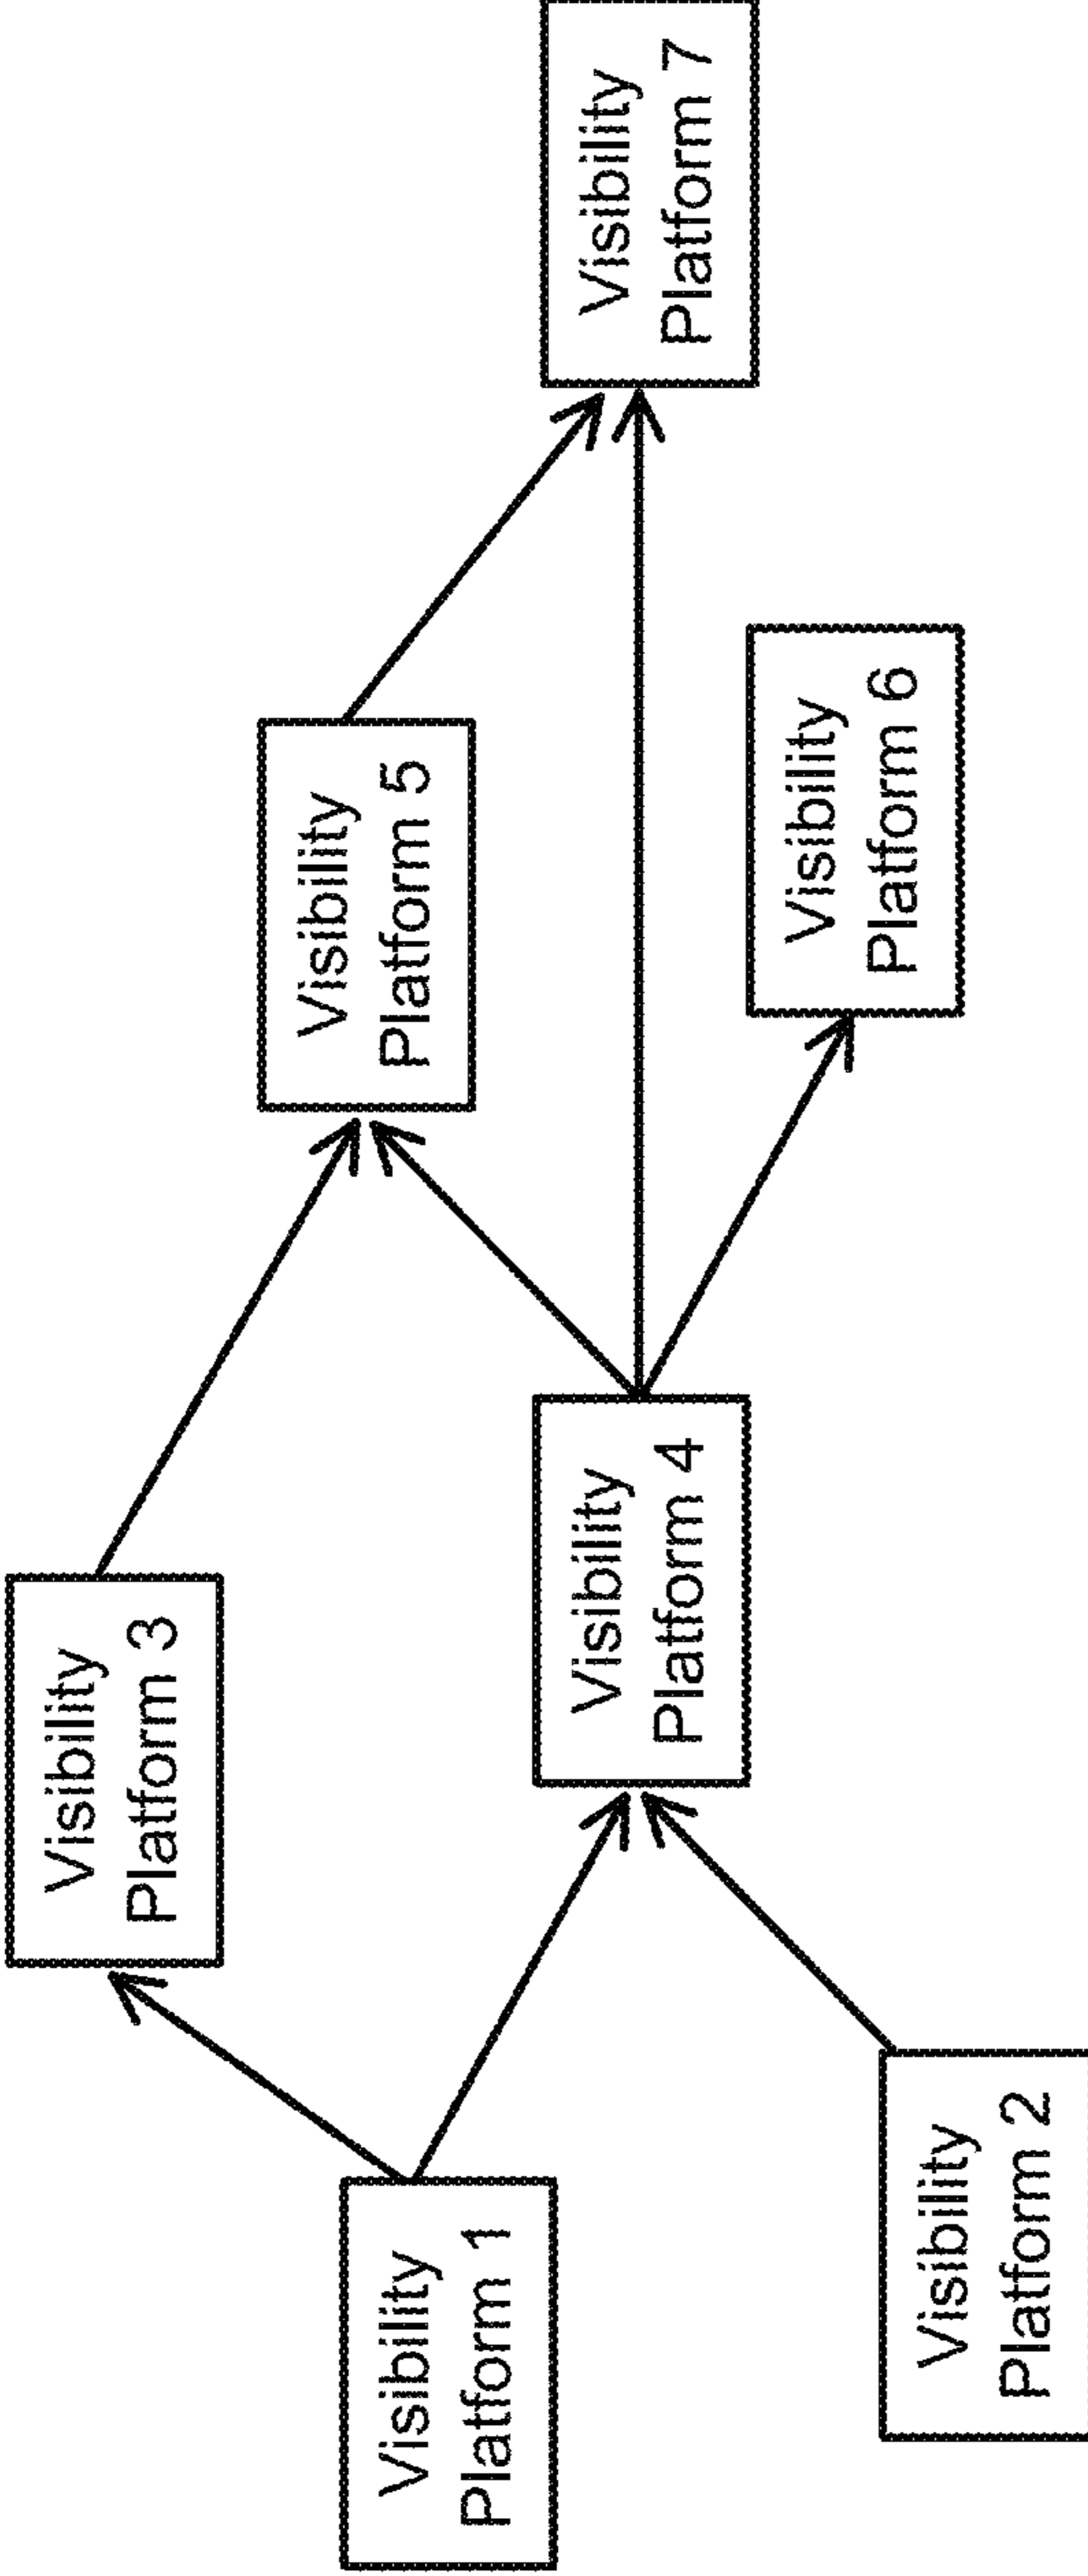 Visibility
Platform 1
Visibility
Platform 2
Visibility
Platform 3
Visibility
Platform 4
Visibility
Platform 5
Visibility
Platform 6
Visibility
Platform 7